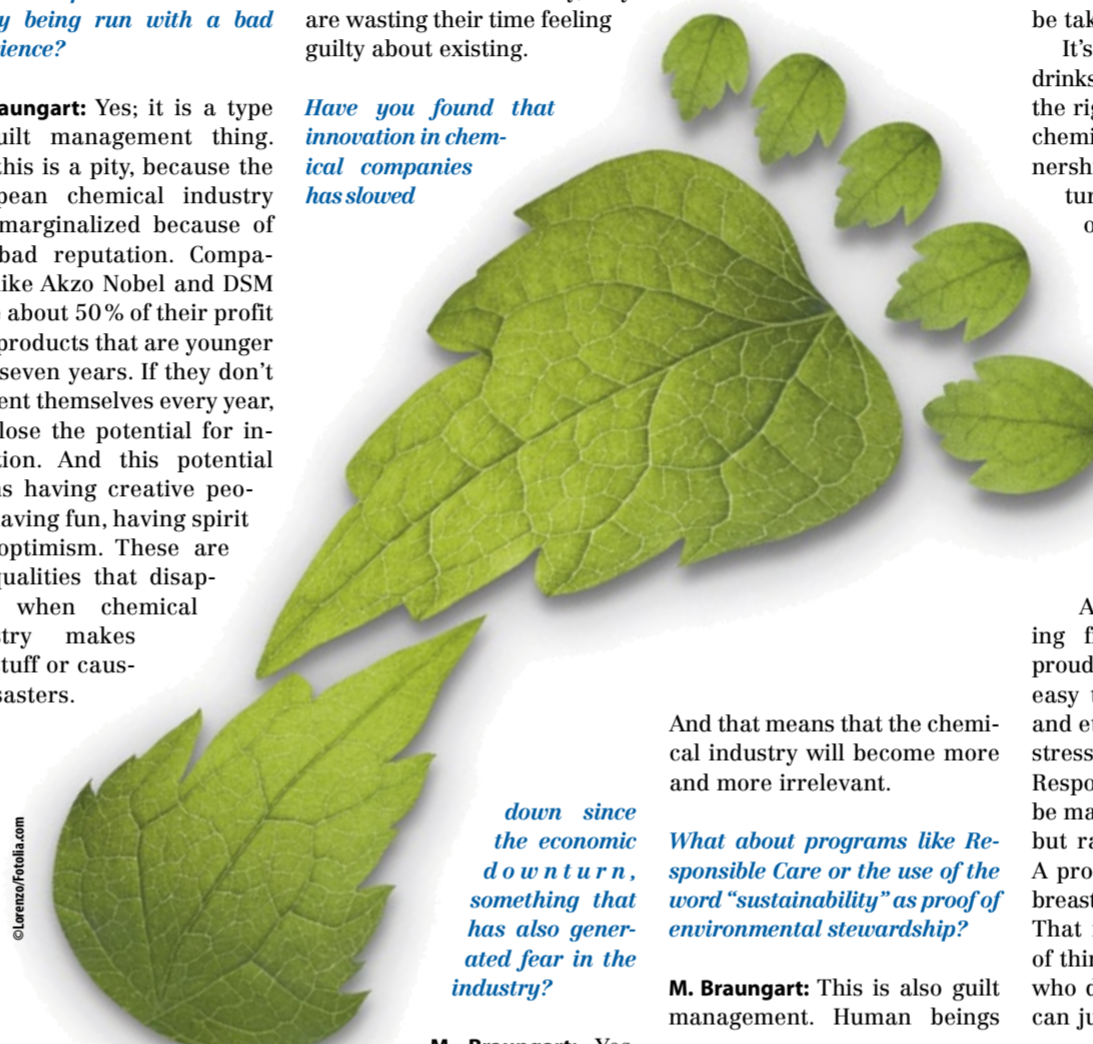 y being run with a bad
ience?
aungart: Yes; it is a type
uilt management thing.
this is a pity, because the
pean chemical industry
marginalized because of
bad reputation. Compa-
ike Akzo Nobel and DSM
about 50 % of their profit
products that are younger
seven years. If they don't
ent themselves every year,
lose the potential for in-
tion. And this potential
s having creative peo-
aving fun, having spirit
optimism. These are
qualities that disap-
when chemical
stry makes
tuff or caus-
sasters.
©Lorenzo/Fotolia.com
are wasting their time feeling
guilty about existing.
Have you found that
innovation in chem-
ical companies
has slowed
down since
the economic
downturn,
something that
has also gener-
ated fear in the
industry?
M. Braungart: Yes
And that means that the chemi-
cal industry will become more
and more irrelevant.
What about programs like Re-
sponsible Care or the use of the
word “sustainability” as proof of
environmental stewardship?
M. Braungart: This is also guilt
management. Human beings
be tak
It's
drinks
the rig
chemi
nersh
tur
o
A
ing f
proud
easy
and e
stress
Respo
be ma
but ra
A pro
breast
That
of thin
who d
can ju